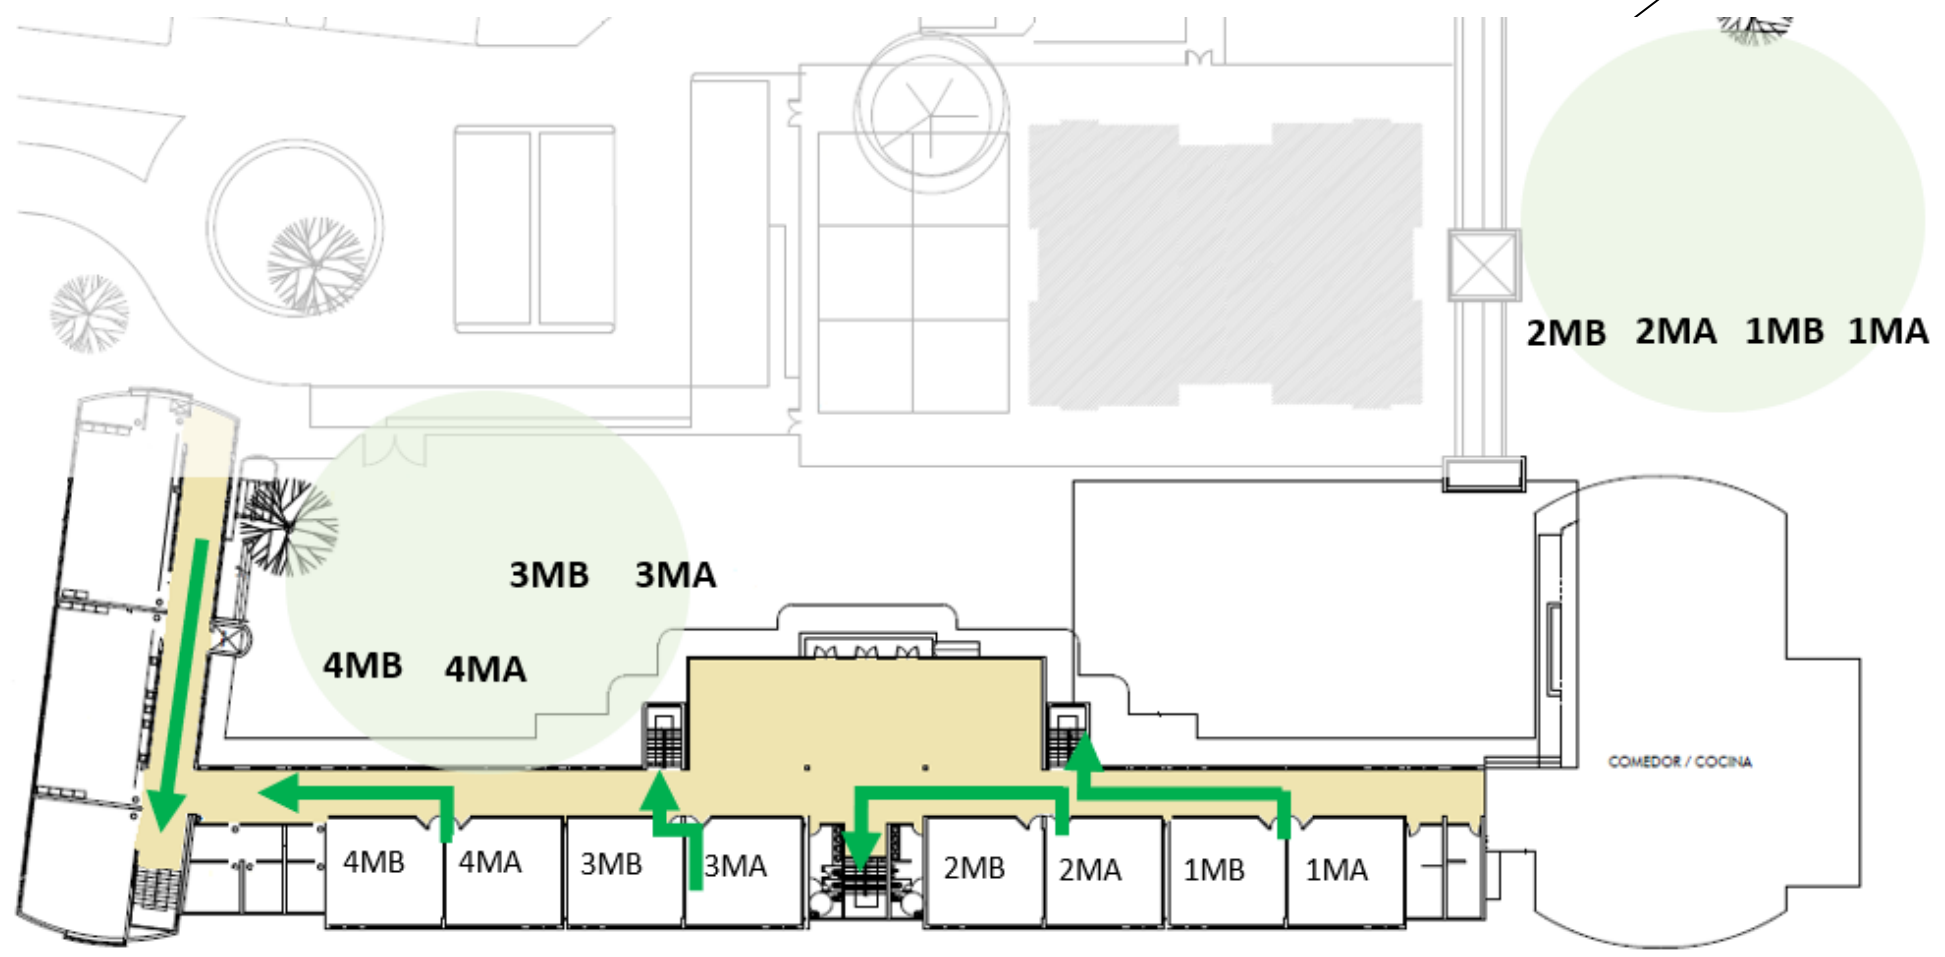 2MB 2MA 1MB 1MA
3MB 3MA
4MB 4MA
COMEDOR / COCINA
4MB 4MA 3MB 3MA 2MB 2MA 1MB 1MA